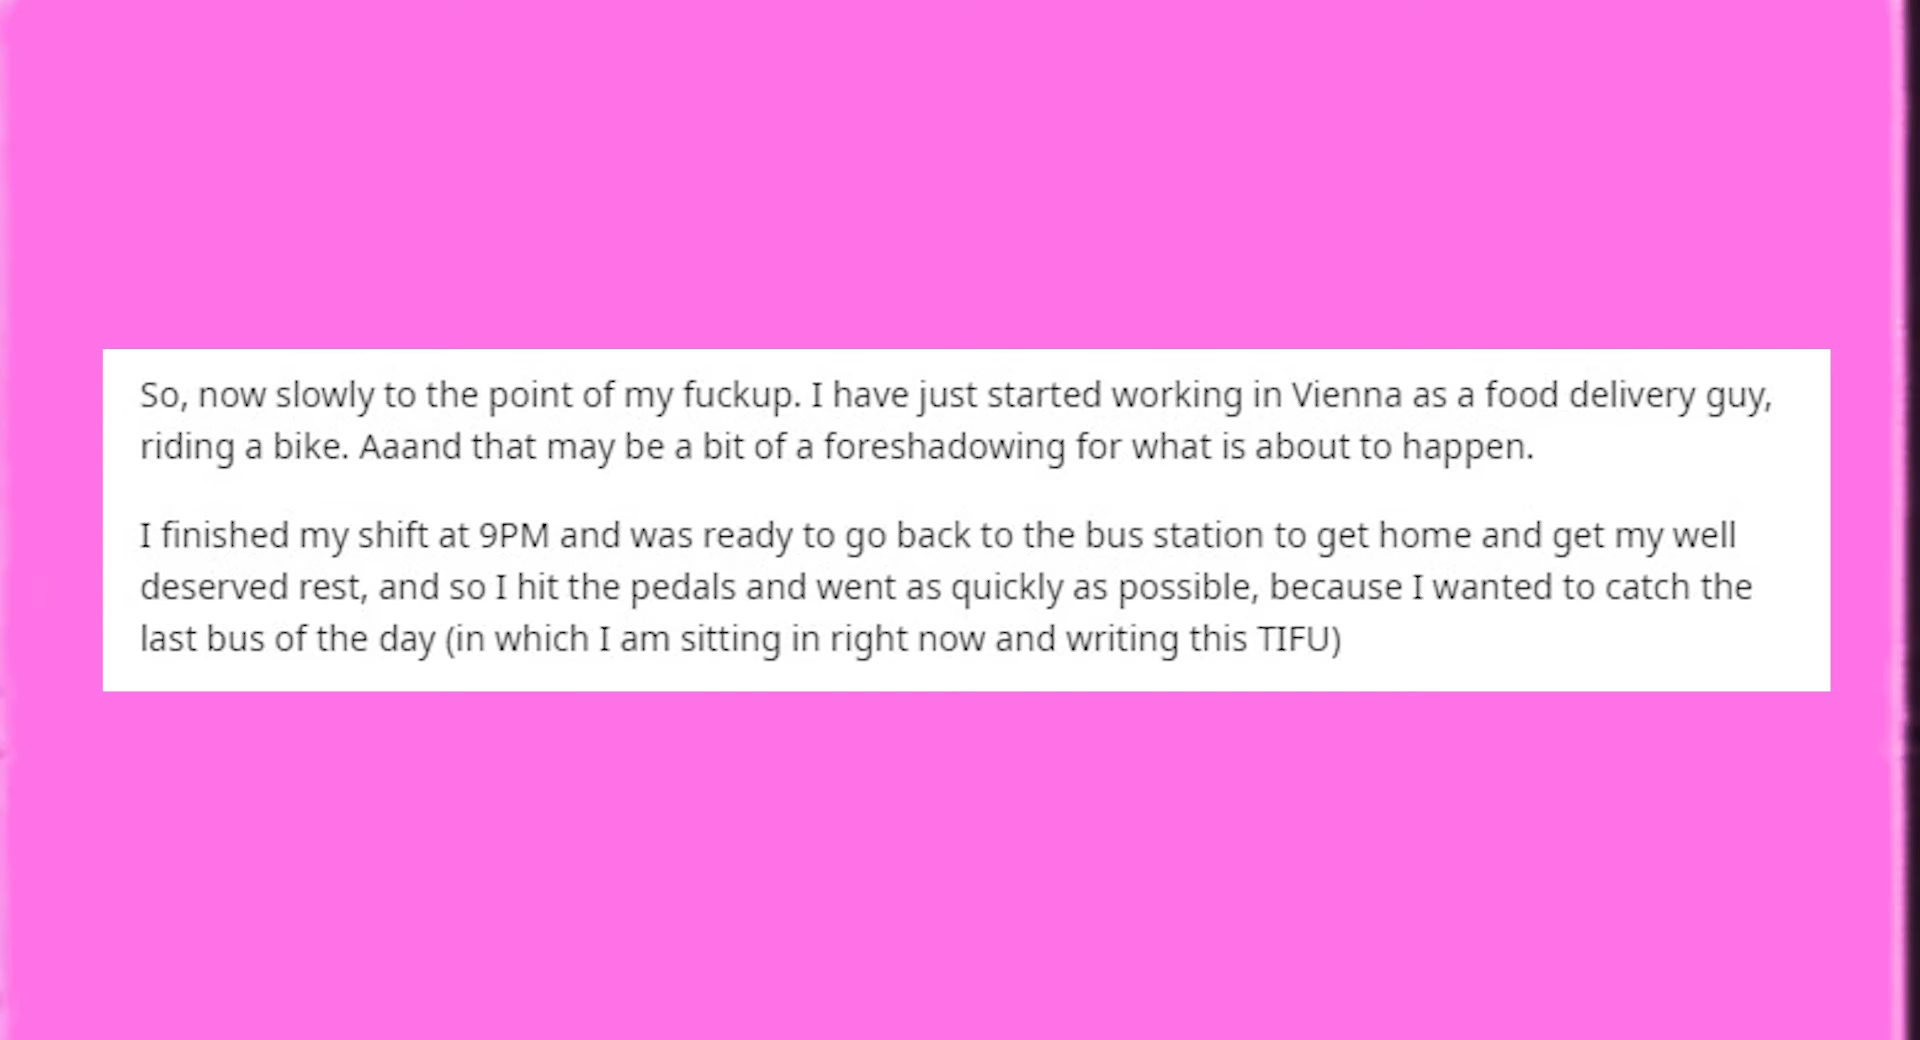 So, now slowly to the point of my fuckup. I have just started working in Vienna as a food delivery guy,
riding a bike. Aaand that may be a bit of a foreshadowing for what is about to happen.
I finished my shift at 9PM and was ready to go back to the bus station to get home and get my well
deserved rest, and so I hit the pedals and went as quickly as possible, because I wanted to catch the
last bus of the day (in which I am sitting in right now and writing this TIFU)